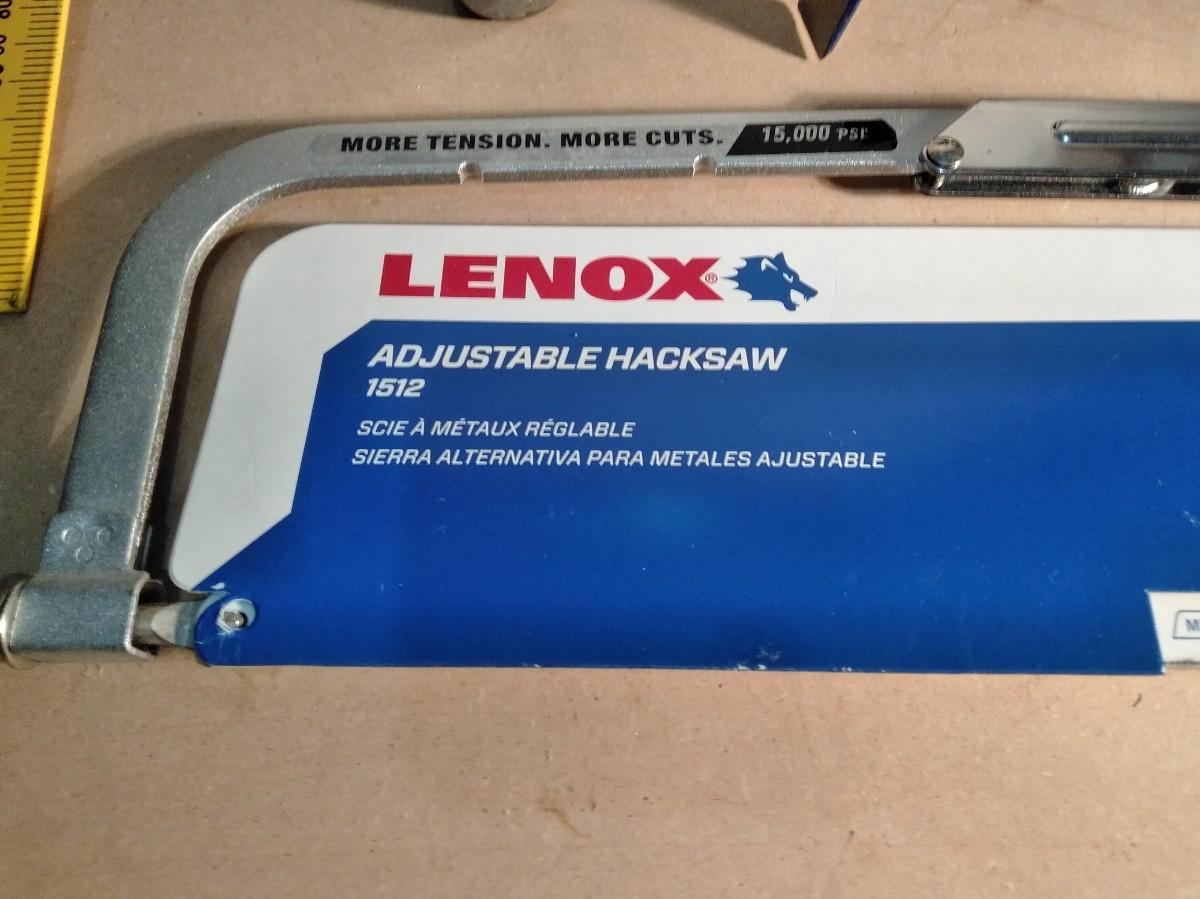 MORE TENSION. MORE CUTS. 15,000 PSI
LENOX®
ADJUSTABLE HACKSAW
1512
SCIE À MÉTAUX RÉGLABLE
SIERRA ALTERNATIVA PARA METALES AJUSTABLE